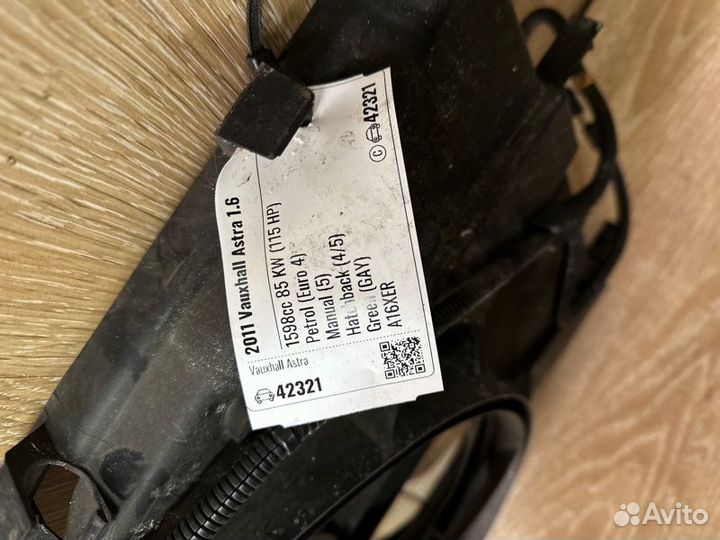 2011 Vauxhall Astra 1.6
1598cc 85 KW (115 HP)
Petrol (Euro 4)
Manual (5)
Hatchback (4/5)
Green (GAY)
A16XER
Vauxhall Astra
42321
C 42321
Avito